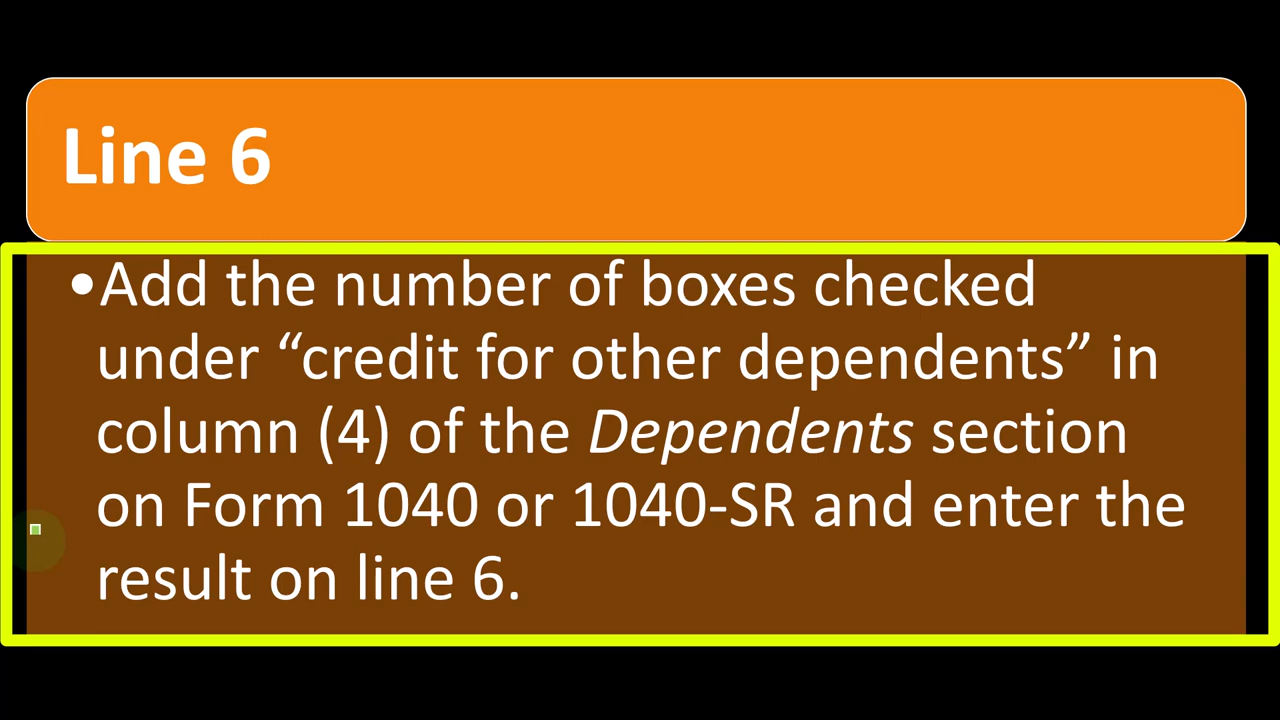 Line 6
•Add the number of boxes checked
under “credit for other dependents” in
column (4) of the Dependents section
on Form 1040 or 1040-SR and enter the
result on line 6.